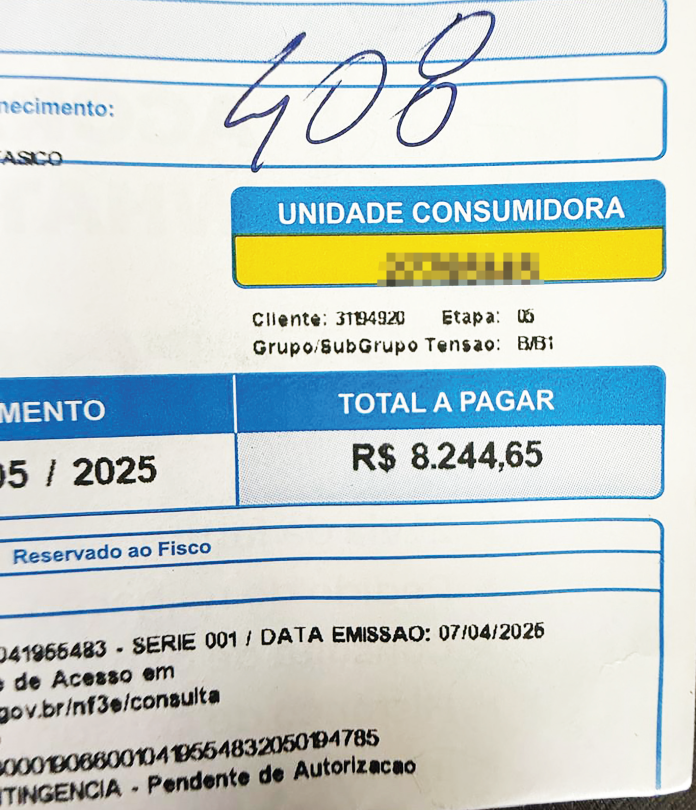 408
necimento:
UNIDADE CONSUMIDORA
Cliente: 31194920 Etapa: 05
Grupo/SubGrupo Tensao: B/B1
MENTO TOTAL A PAGAR
05 / 2025 R$ 8.244,65
Reservado ao Fisco
041955483 - SERIE 001 / DATA EMISSAO: 07/04/2025
e de Acesso em
gov.br/nf3e/consulta
TINGENCIA - Pendente de Autorizacao